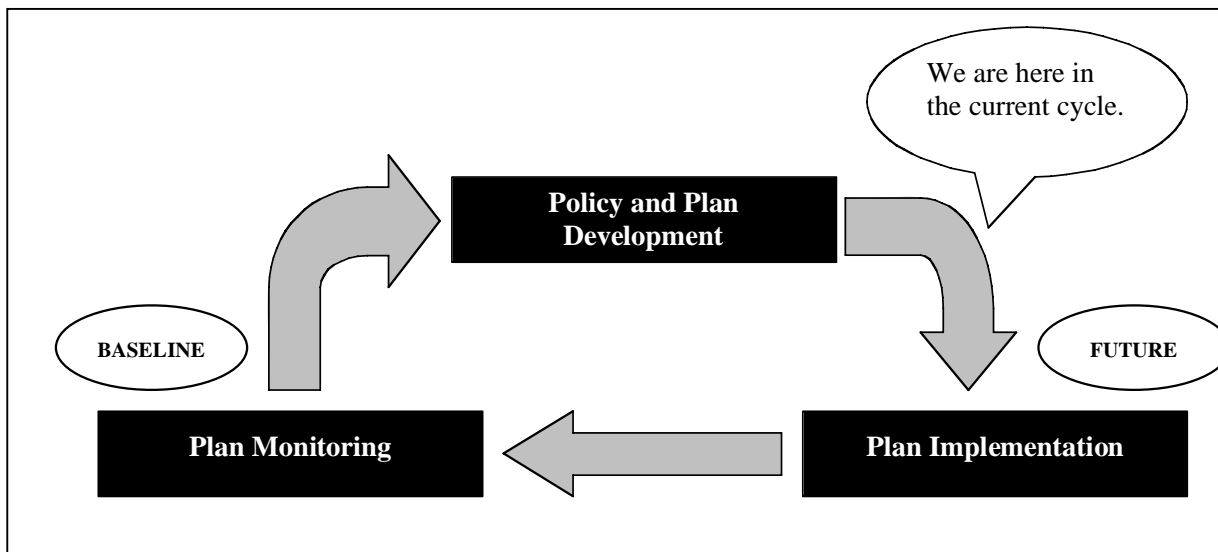 We are here in
the current cycle.
Policy and Plan
Development
BASELINE
FUTURE
Plan Monitoring
Plan Implementation